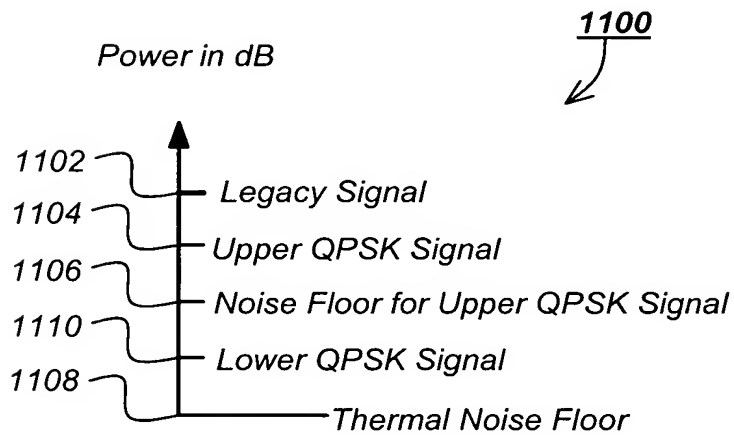 1100
Power in dB
1102
Legacy Signal
1104
Upper QPSK Signal
1106
Noise Floor for Upper QPSK Signal
1110
Lower QPSK Signal
1108
Thermal Noise Floor